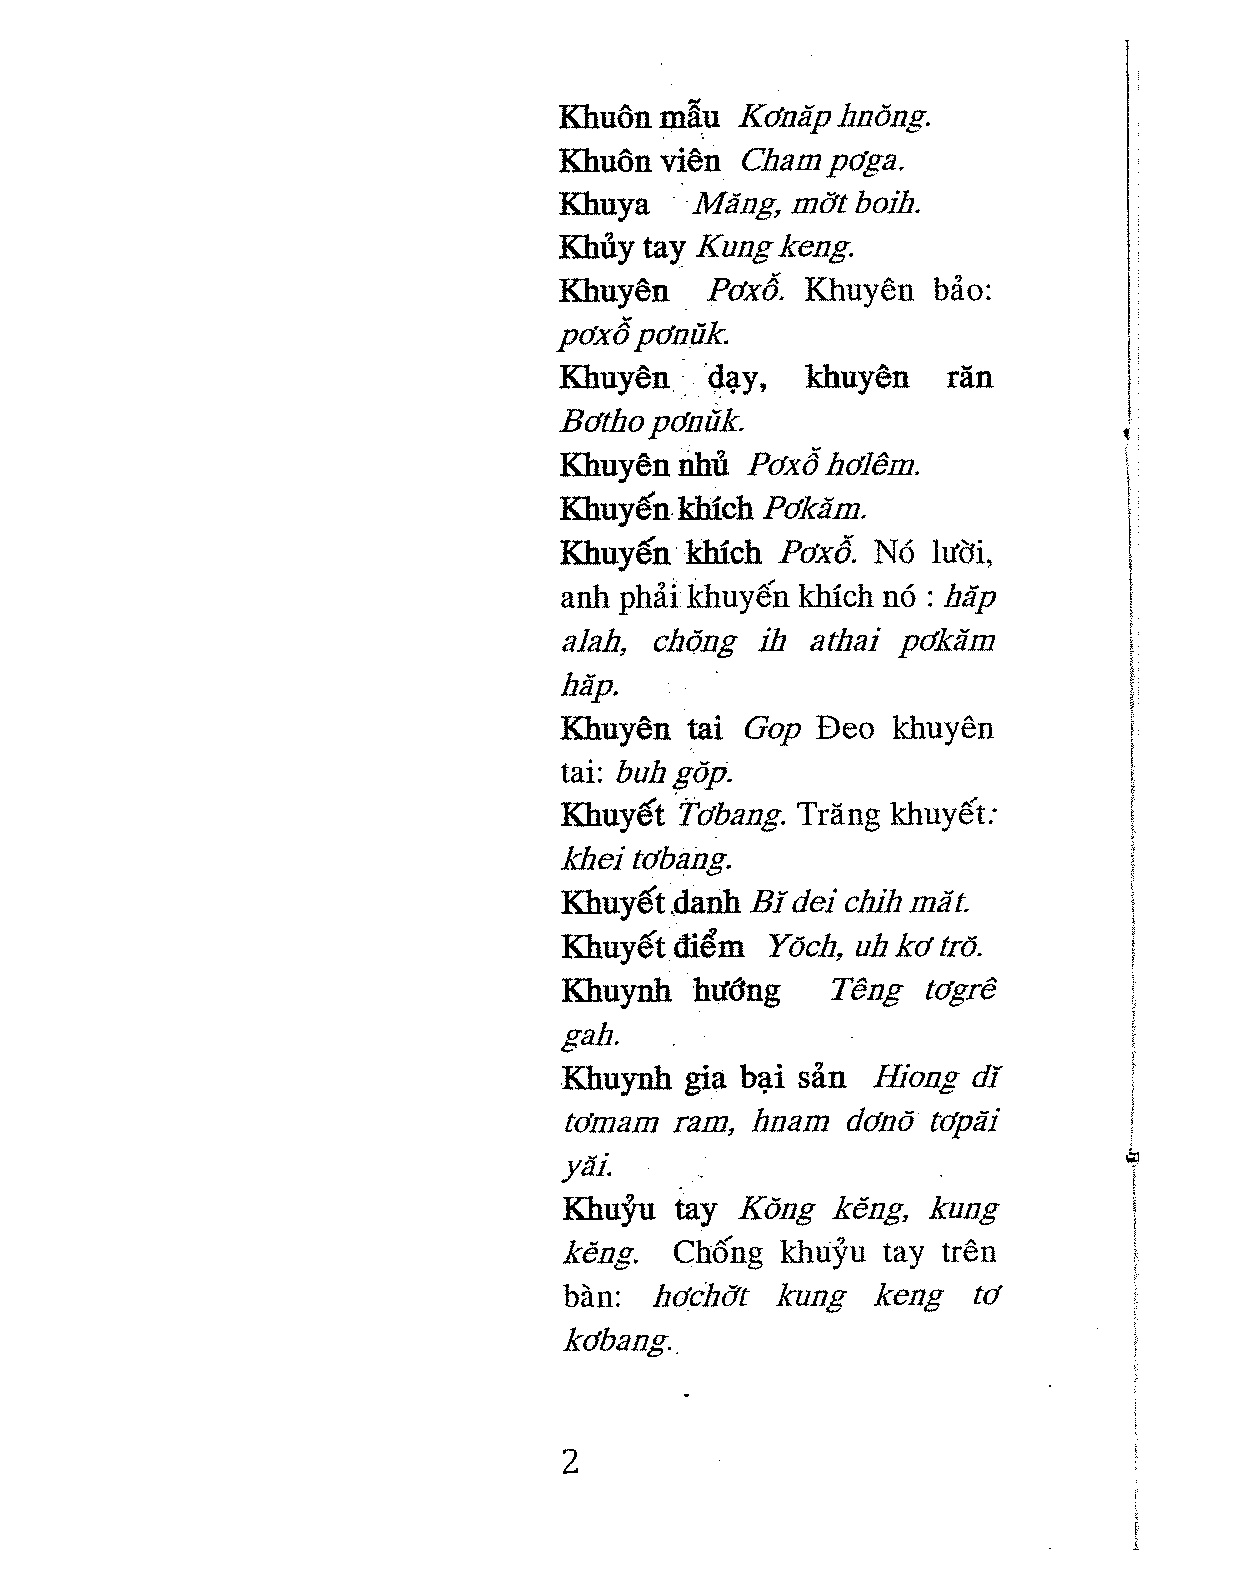 Khuôn mẫu Kơnăp hnŏng.
Khuôn viên Cham pơga.
Khuya Măng, mơ̆t boih.
Khủy tay Kung keng.
Khuyên Pơxô̆. Khuyên bảo:
pơxô̆ pơnŭk.
Khuyên dạy, khuyên răn
Bơtho pơnŭk.
Khuyên nhủ Pơxô̆ hơlêm.
Khuyến khích Pơkăm.
Khuyến khích Pơxô̆. Nó lười,
anh phải khuyến khích nó : hăp
alah, chŏng ih athai pơkăm
hăp.
Khuyên tai Gop Đeo khuyên
tai: buh gŏp.
Khuyết Tơbang. Trăng khuyết:
khei tơbang.
Khuyết danh Bĭ dei chih măt.
Khuyết điểm Yŏch, uh kơ trŏ.
Khuynh hướng Têng tơgrê
gah.
Khuynh gia bại sản Hiong dĭ
tơmam ram, hnam dơnŏ tơpăi
yăi.
Khuỷu tay Kŏng kĕng, kung
kĕng. Chống khuỷu tay trên
bàn: hơchơ̆t kung keng tơ
kơbang.
2